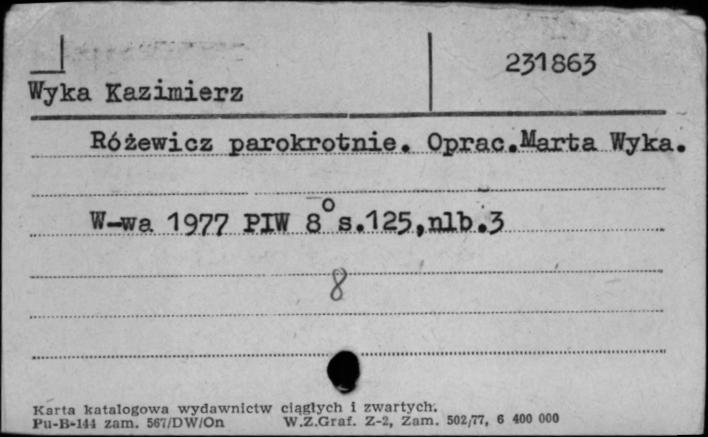 231863
Wyka Kazimierz
Różewicz parokrotnie. Oprac.Marta Wyka.
W-wa 1977 PIW 8° s.125,nlb.3
8
Karta katalogowa wydawnictw ciągłych i zwartych.
Pu-B-144 zam. 567/DW/On W.Z.Graf. Z-2, Zam. 502/77, 6 400 000